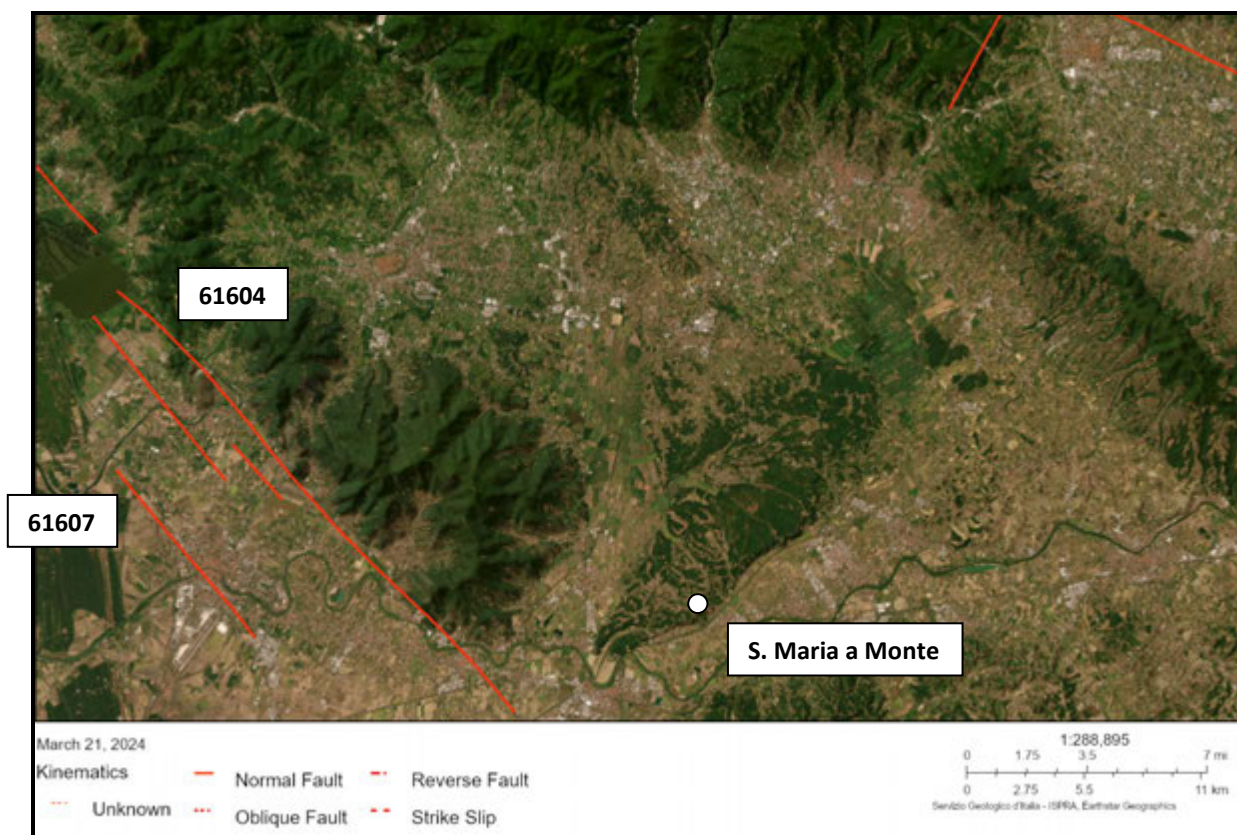 61604
61607
S. Maria a Monte
March 21, 2024
Kinematics
Unknown
Normal Fault
Oblique Fault
Reverse Fault
Strike Slip
1:288,895
0 1.75 3.5 7 mi
0 2.75 5.5 11 km
Servizio Geologico d'Italia - ISPRA, Earthstar Geographics